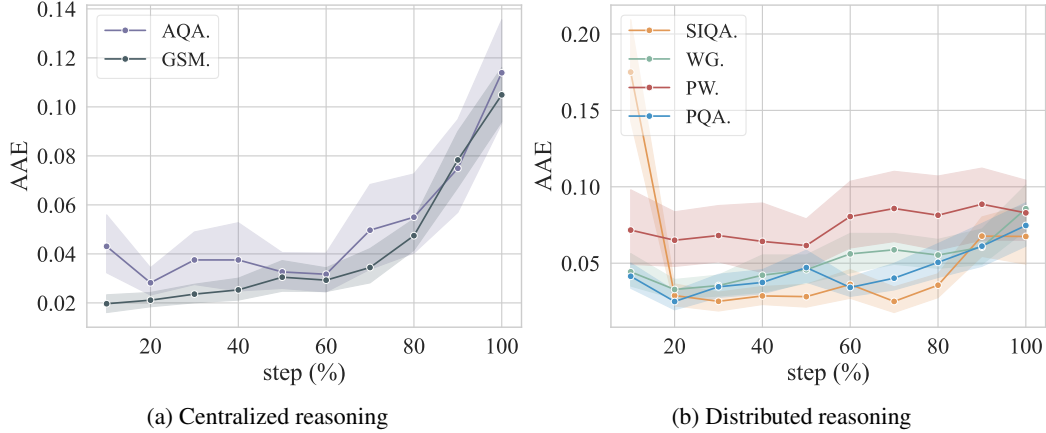 0.14
0.12
0.10
0.08
0.06
0.04
0.02
AAE
AQA.
GSM.
20 40 60 80 100
step (%)
(a) Centralized reasoning
0.20
0.15
0.10
0.05
AAE
SIQA.
WG.
PW.
PQA.
20 40 60 80 100
step (%)
(b) Distributed reasoning